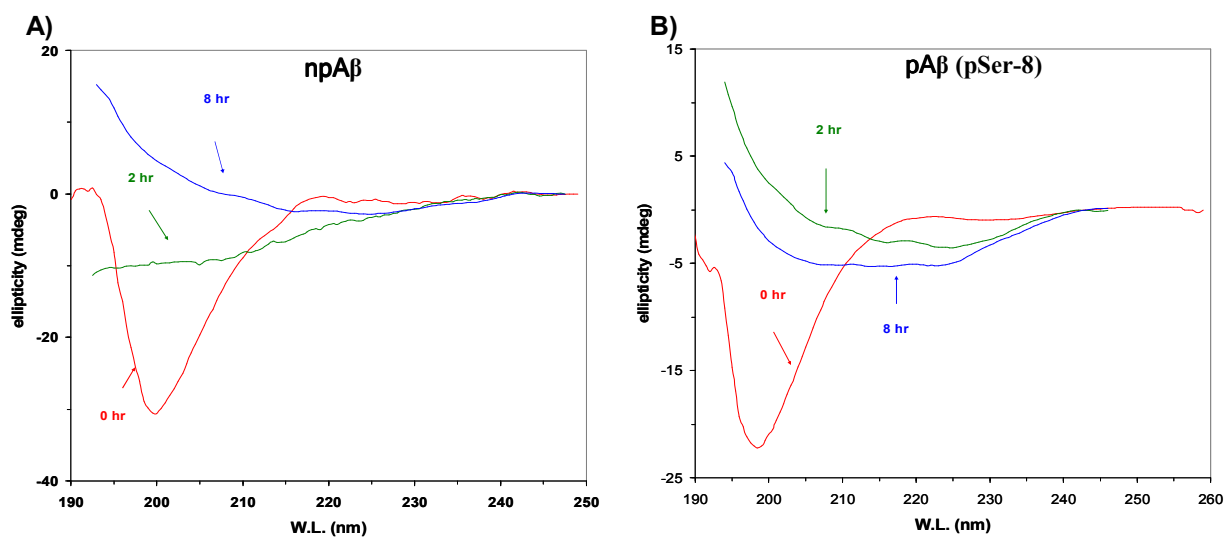 A)
npAβ
20
0
-20
-40
ellipticity (mdeg)
8 hr
2 hr
0 hr
190 200 210 220 230 240 250
W.L. (nm)
B)
pAβ (pSer-8)
15
5
-5
-15
-25
ellipticity (mdeg)
2 hr
0 hr
8 hr
190 200 210 220 230 240 250 260
W.L. (nm)